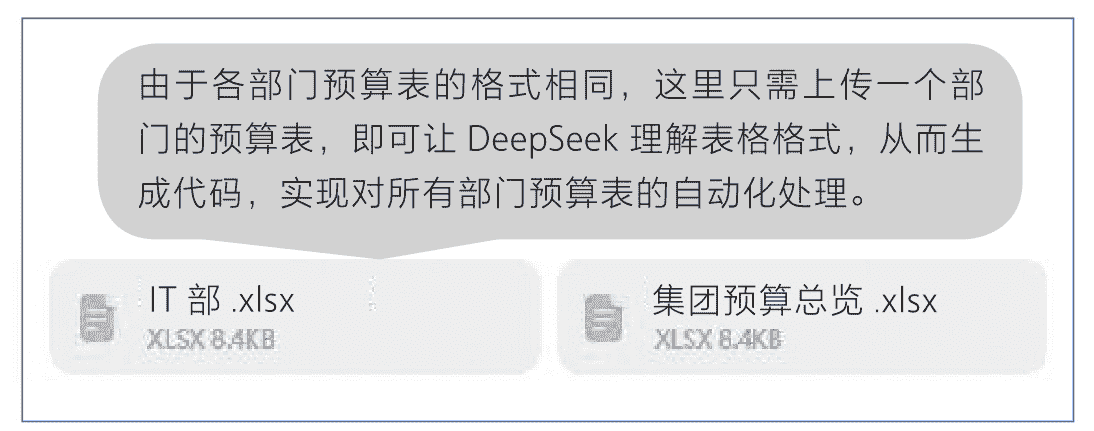 由于各部门预算表的格式相同，这里只需上传一个部
门的预算表，即可让 DeepSeek 理解表格格式，从而生
成代码，实现对所有部门预算表的自动化处理。
IT 部 .xlsx
XLSX 8.4KB
集团预算总览 .xlsx
XLSX 8.4KB